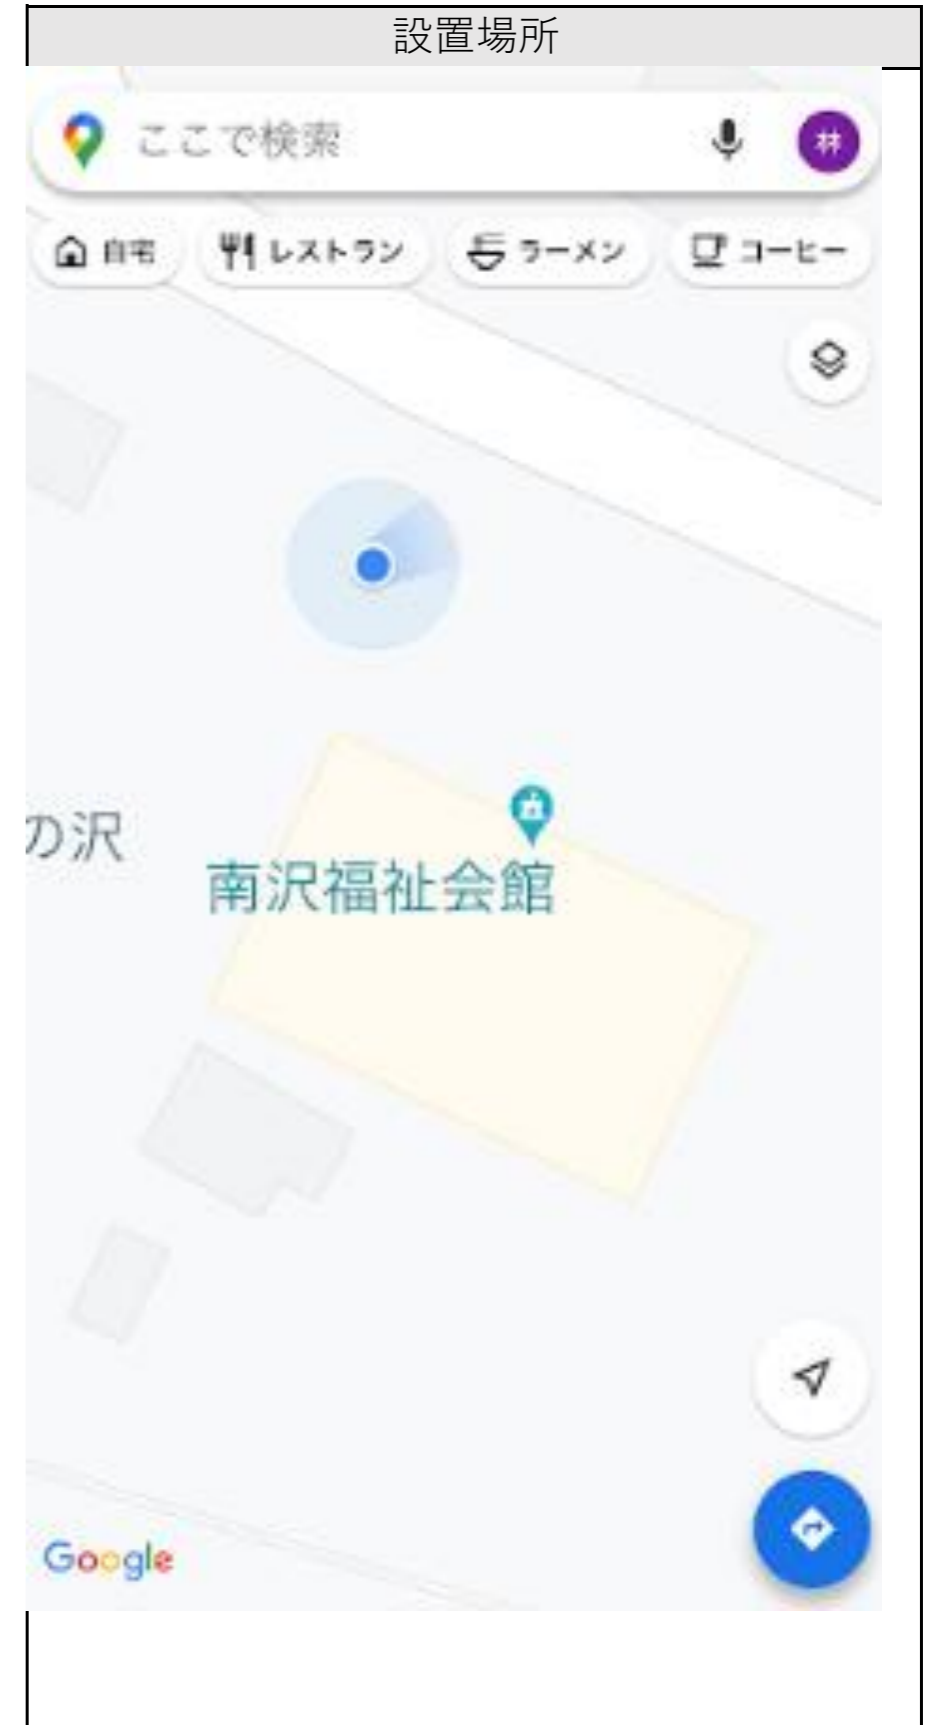 設置場所
ここで検索
林
自宅 レストラン ラーメン コーヒー
の沢
南沢福祉会館
Google